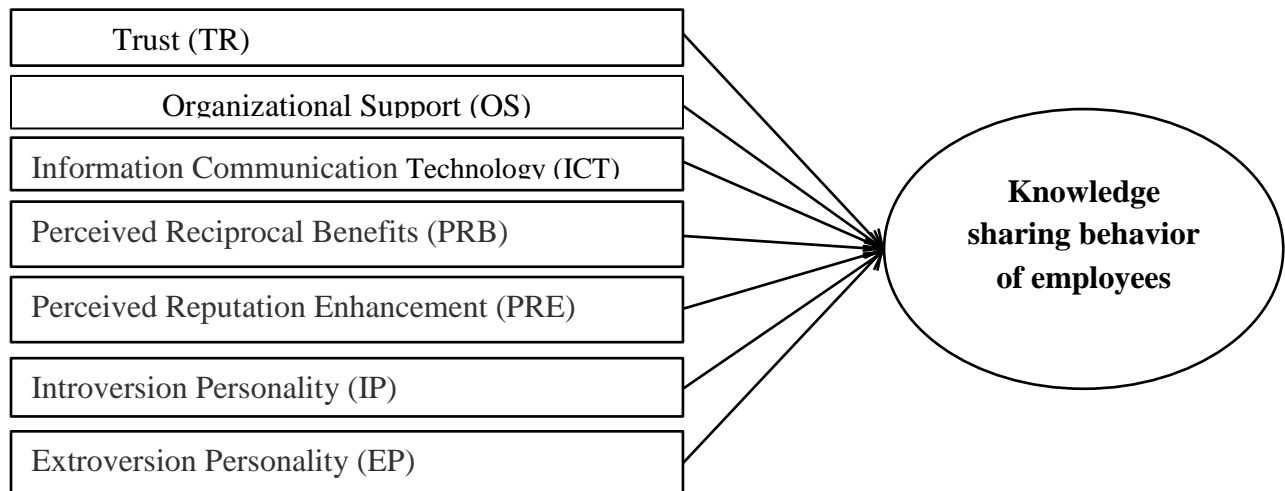 Trust (TR)
Organizational Support (OS)
Information Communication Technology (ICT)
Perceived Reciprocal Benefits (PRB)
Perceived Reputation Enhancement (PRE)
Introversion Personality (IP)
Extroversion Personality (EP)
Knowledge
sharing behavior
of employees